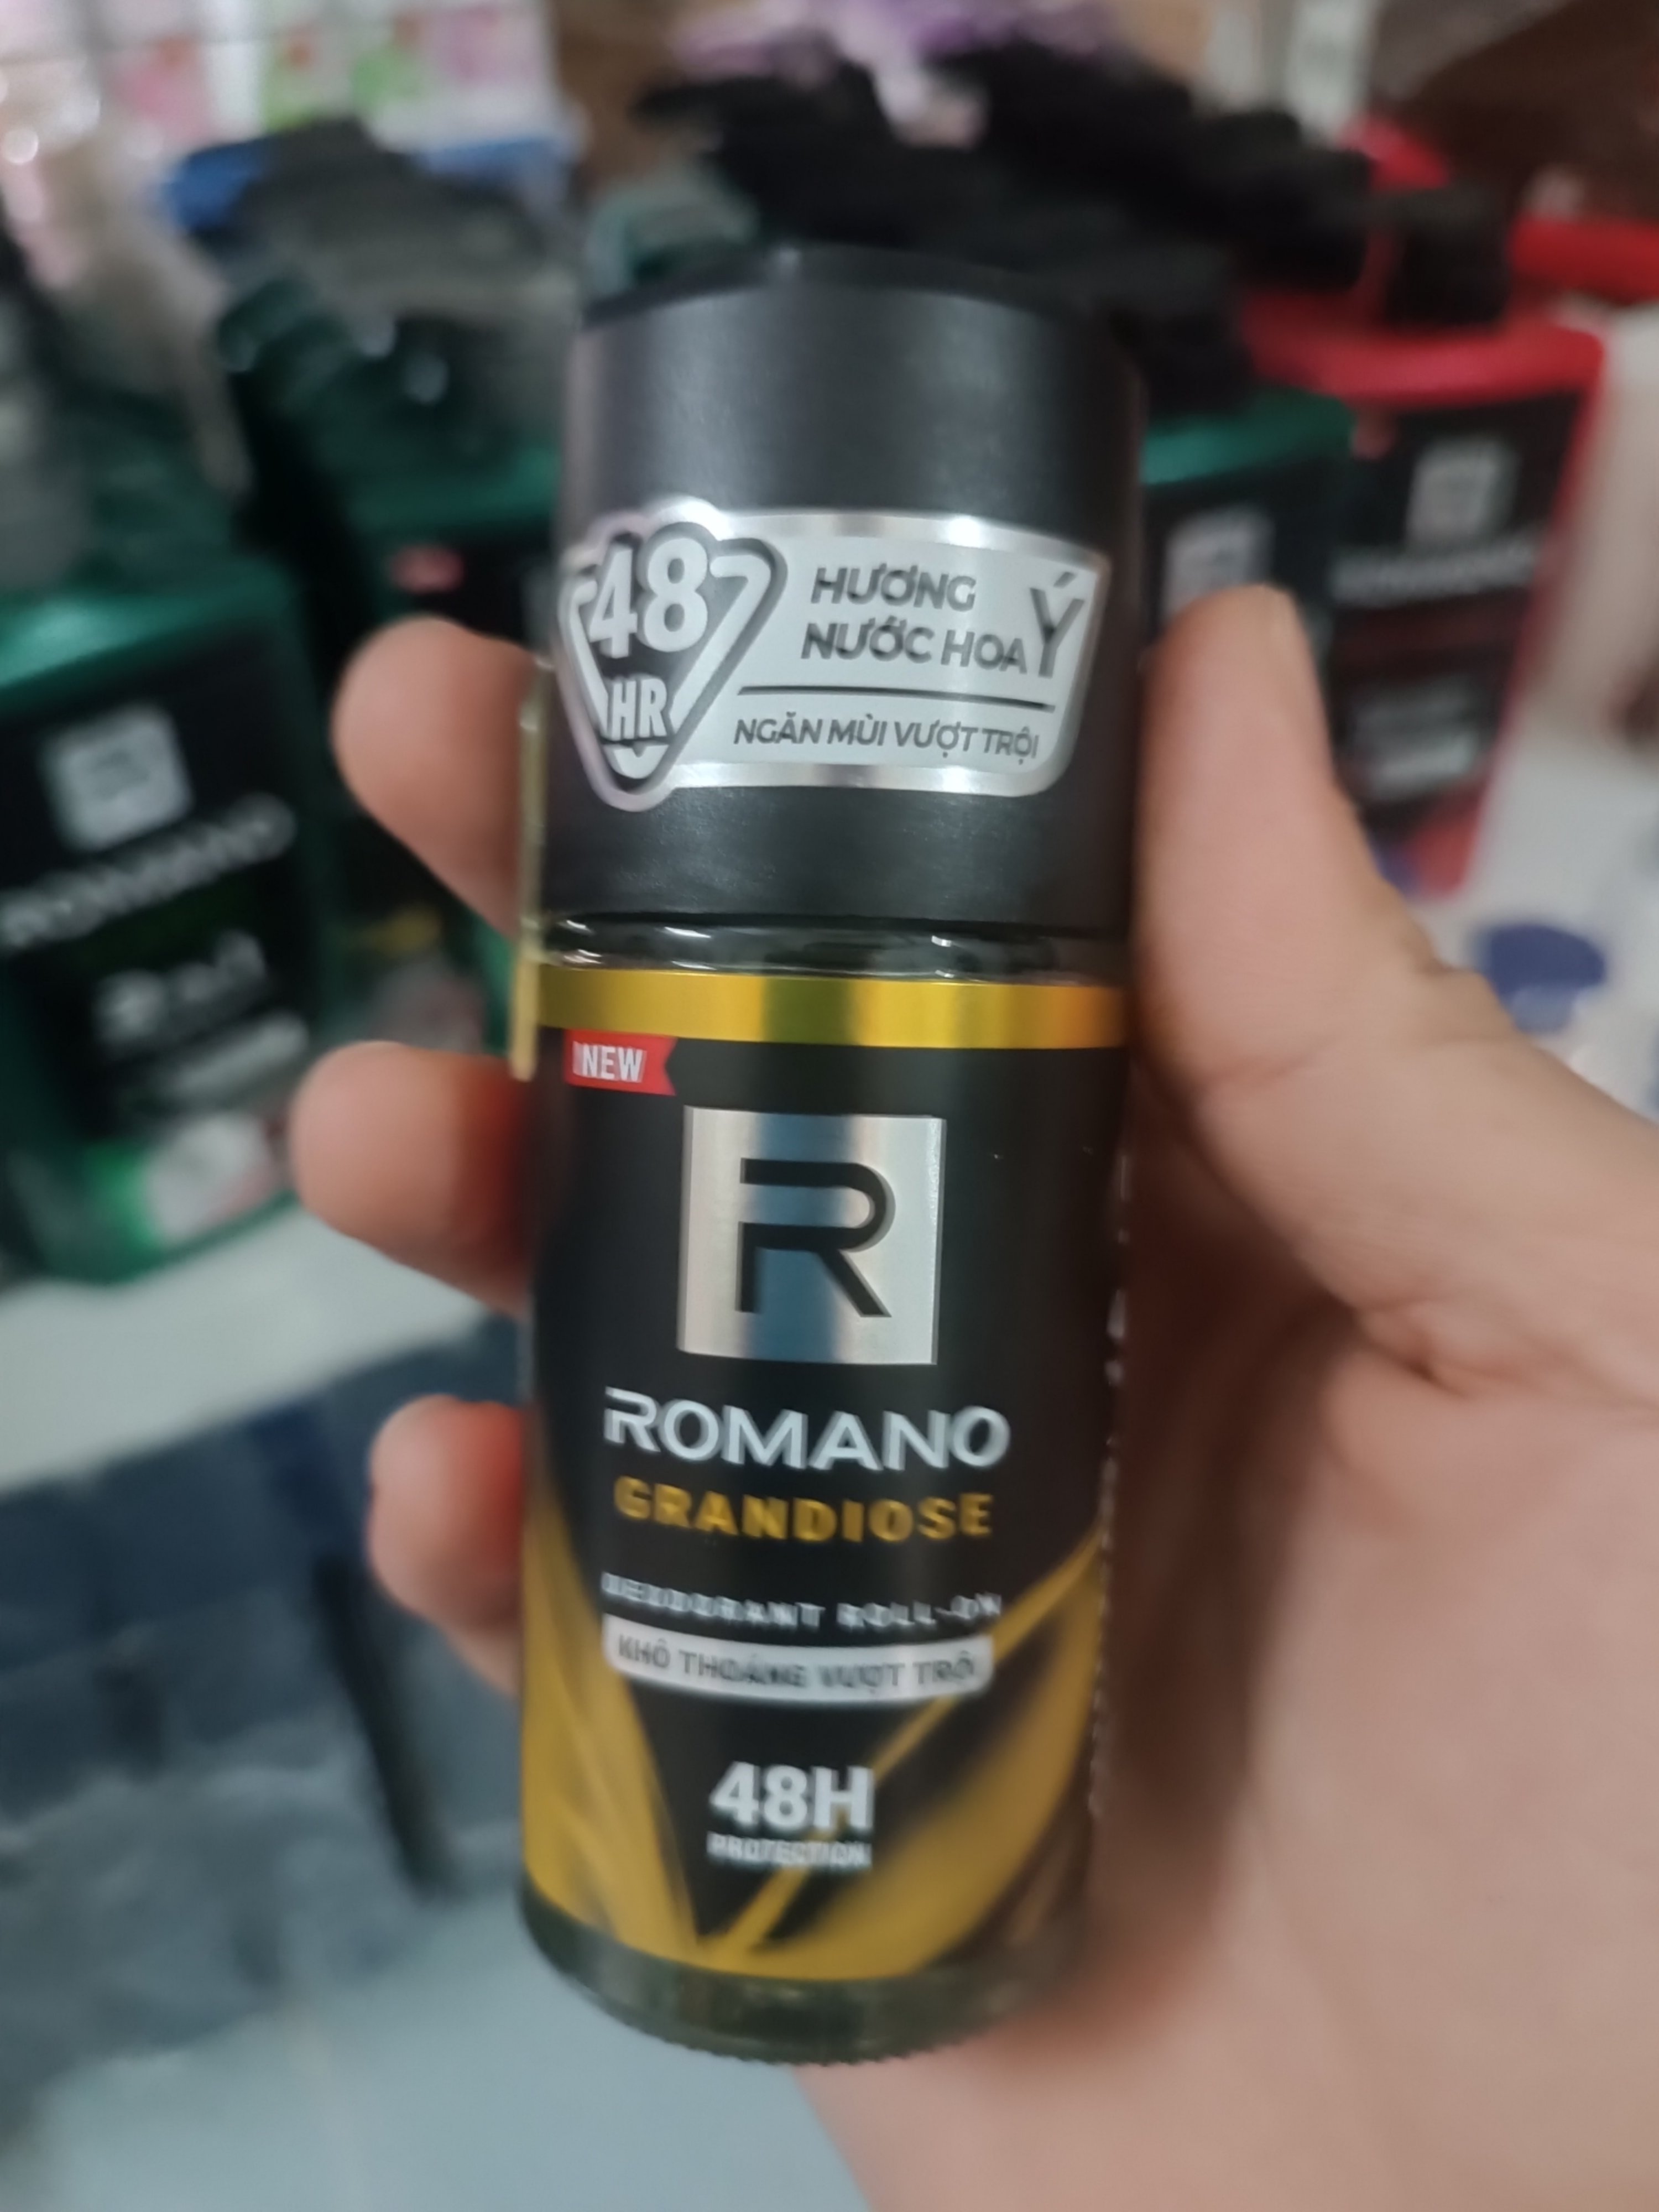 48
HR
HƯƠNG
NƯỚC HOA Ý
NGĂN MÙI VƯỢT TRỘI
NEW
R
ROMANO
GRANDIOSE
DEODORANT ROLL-ON
KHÔ THOÁNG VƯỢT TRỘI
48H
PROTECTION
ROMANO